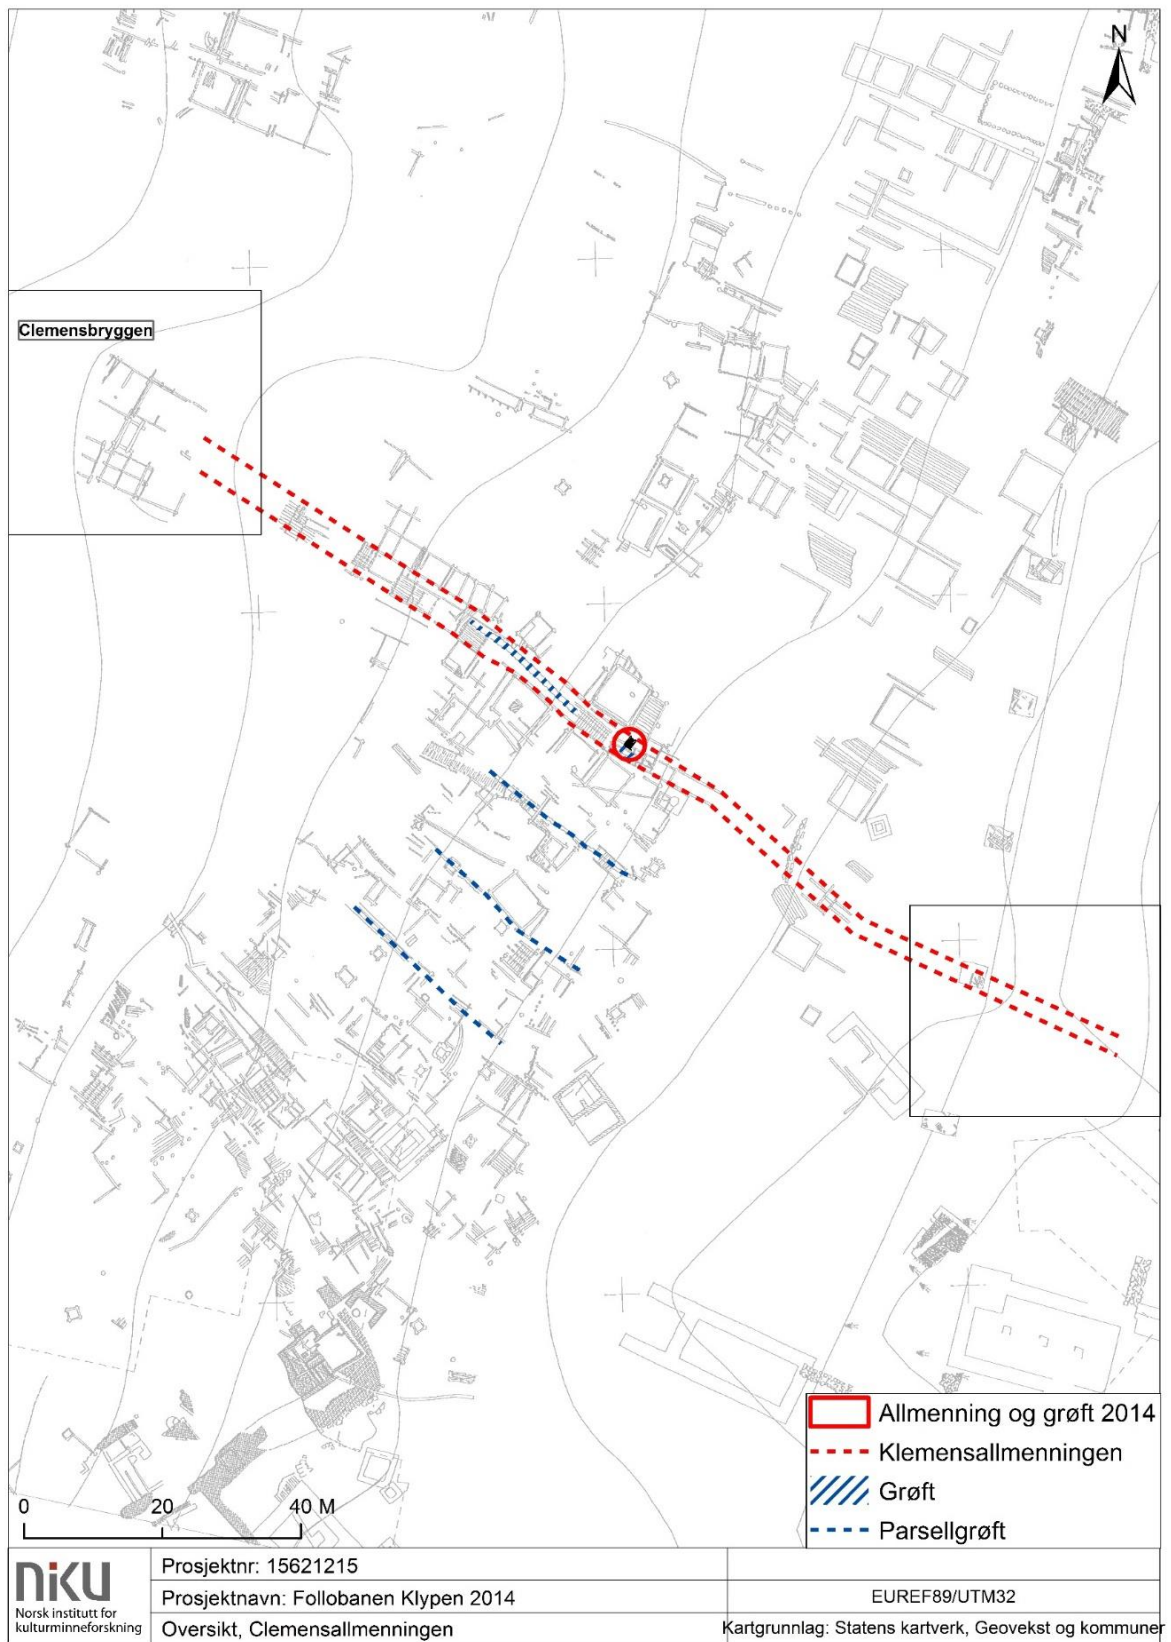 N
Clemensbryggen
Allmenning og grøft 2014
Klemensallmenningen
Grøft
Parsellgrøft
0 20 40 M
niku
Norsk institutt for
kulturminneforskning
Prosjektnr: 15621215
Prosjektnavn: Follobanen Klypen 2014
EUREF89/UTM32
Oversikt, Clemensallmenningen
Kartgrunnlag: Statens kartverk, Geovekst og kommuner